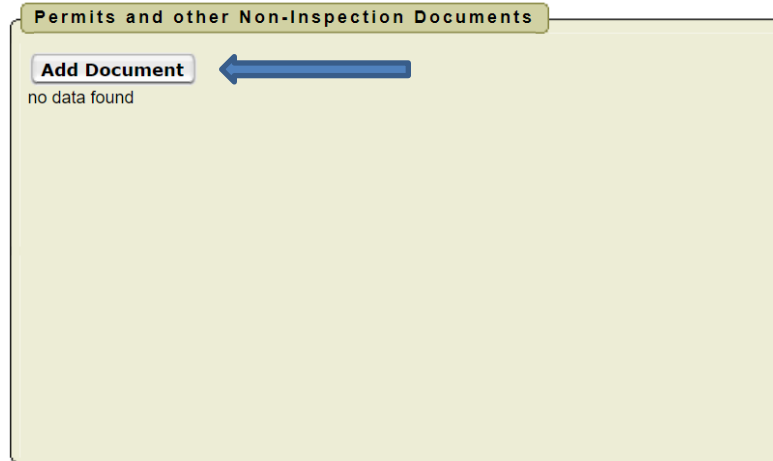 Permits and other Non-Inspection Documents
Add Document
no data found